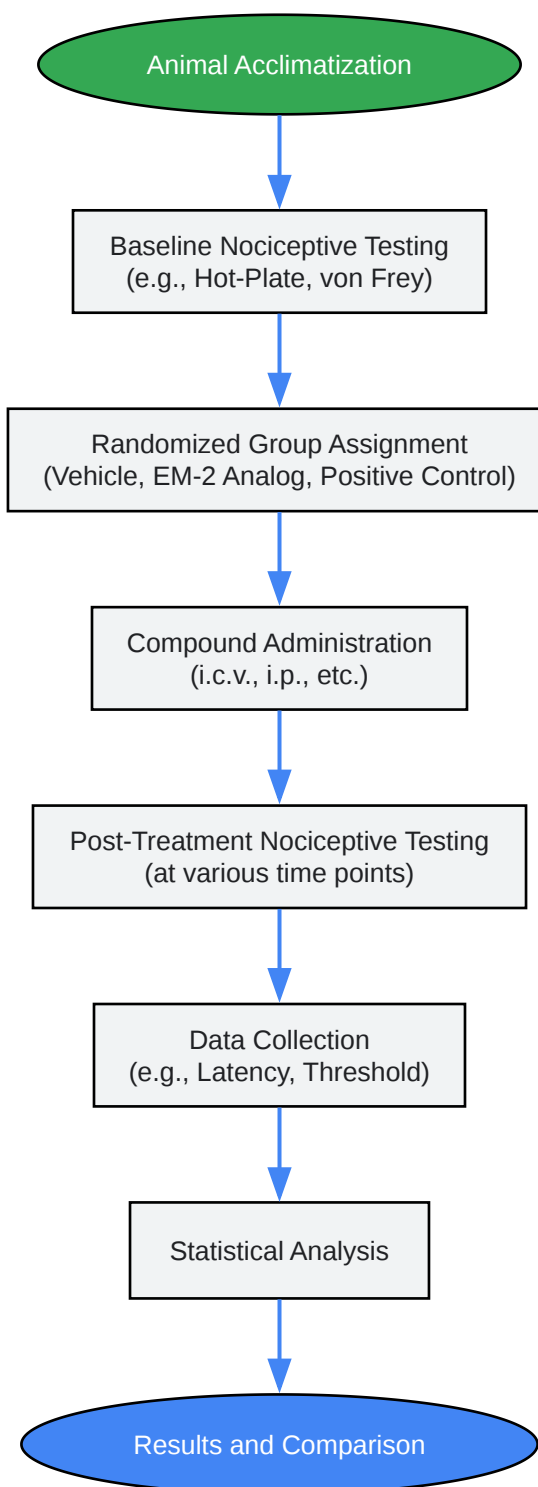 Animal Acclimatization
Baseline Nociceptive Testing
(e.g., Hot-Plate, von Frey)
Randomized Group Assignment
(Vehicle, EM-2 Analog, Positive Control)
Compound Administration
(i.c.v., i.p., etc.)
Post-Treatment Nociceptive Testing
(at various time points)
Data Collection
(e.g., Latency, Threshold)
Statistical Analysis
Results and Comparison